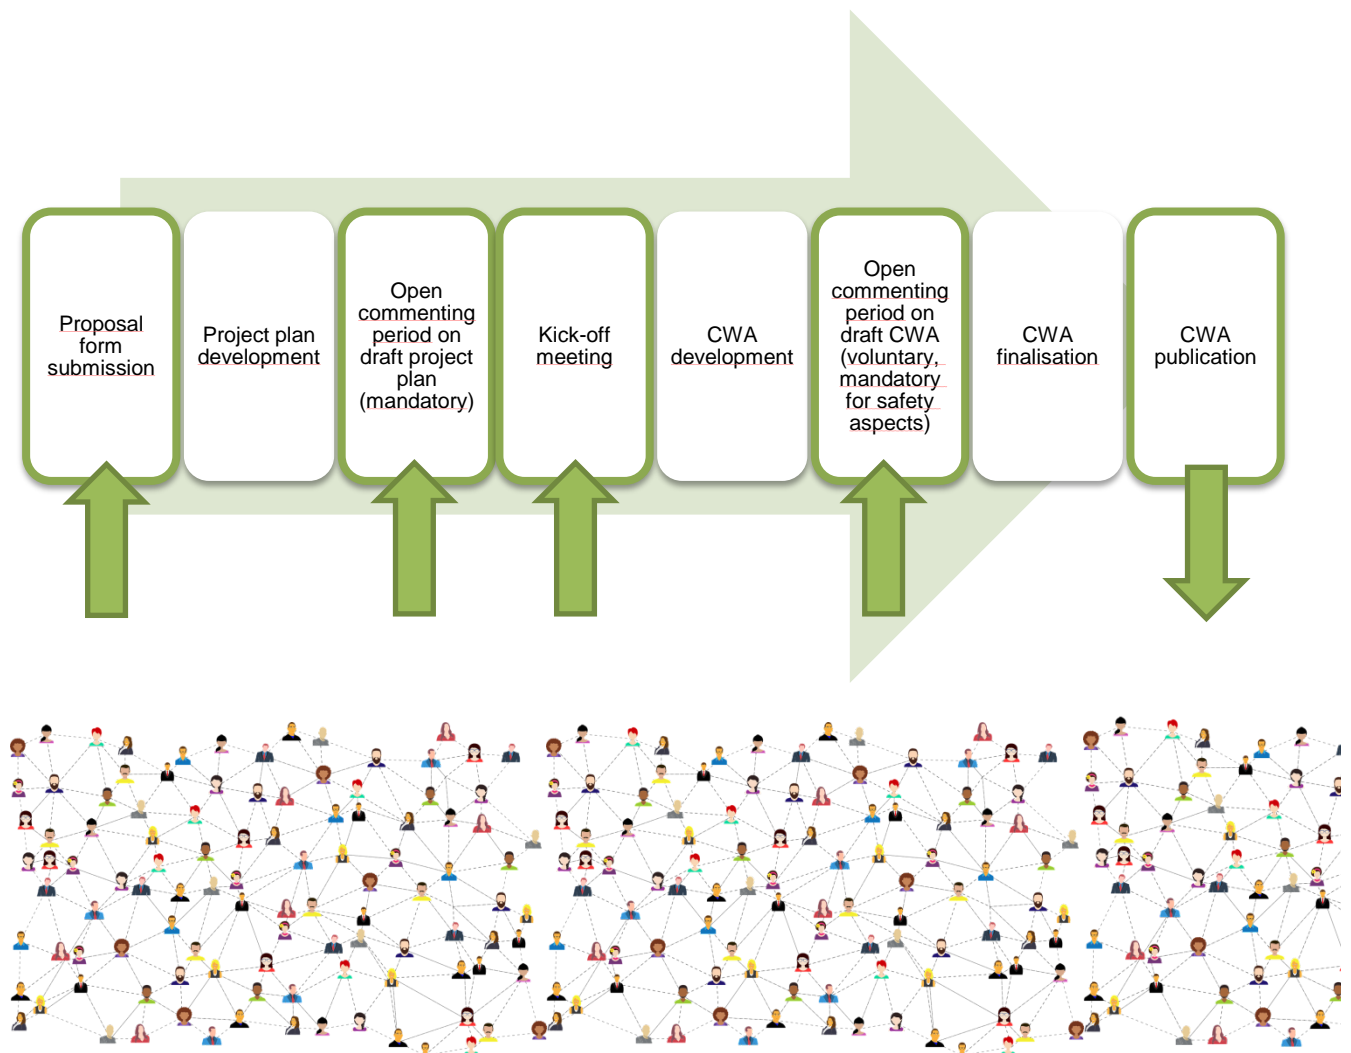 Proposal
form
submission
Project plan
development
Open
commenting
period on
draft project
plan
(mandatory)
Kick-off
meeting
CWA
development
Open
commenting
period on
draft CWA
(voluntary,
mandatory
for safety
aspects)
CWA
finalisation
CWA
publication